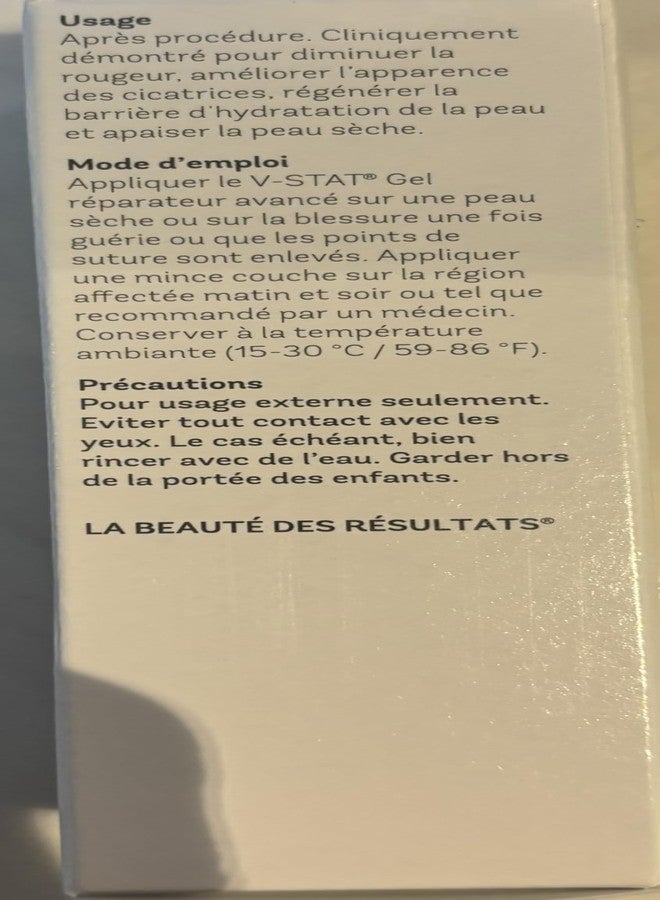 Usage
Après procédure. Cliniquement
démontré pour diminuer la
rougeur, améliorer l'apparence
des cicatrices, régénérer la
barrière d'hydratation de la peau
et apaiser la peau sèche.
Mode d'emploi
Appliquer le V-STAT® Gel
réparateur avancé sur une peau
sèche ou sur la blessure une fois
guérie ou que les points de
suture sont enlevés. Appliquer
une mince couche sur la région
affectée matin et soir ou tel que
recommandé par un médecin.
Conserver à la température
ambiante (15-30 °C / 59-86 °F).
Précautions
Pour usage externe seulement.
Eviter tout contact avec les
yeux. Le cas échéant, bien
rincer avec de l'eau. Garder hors
de la portée des enfants.
LA BEAUTÉ DES RÉSULTATS®